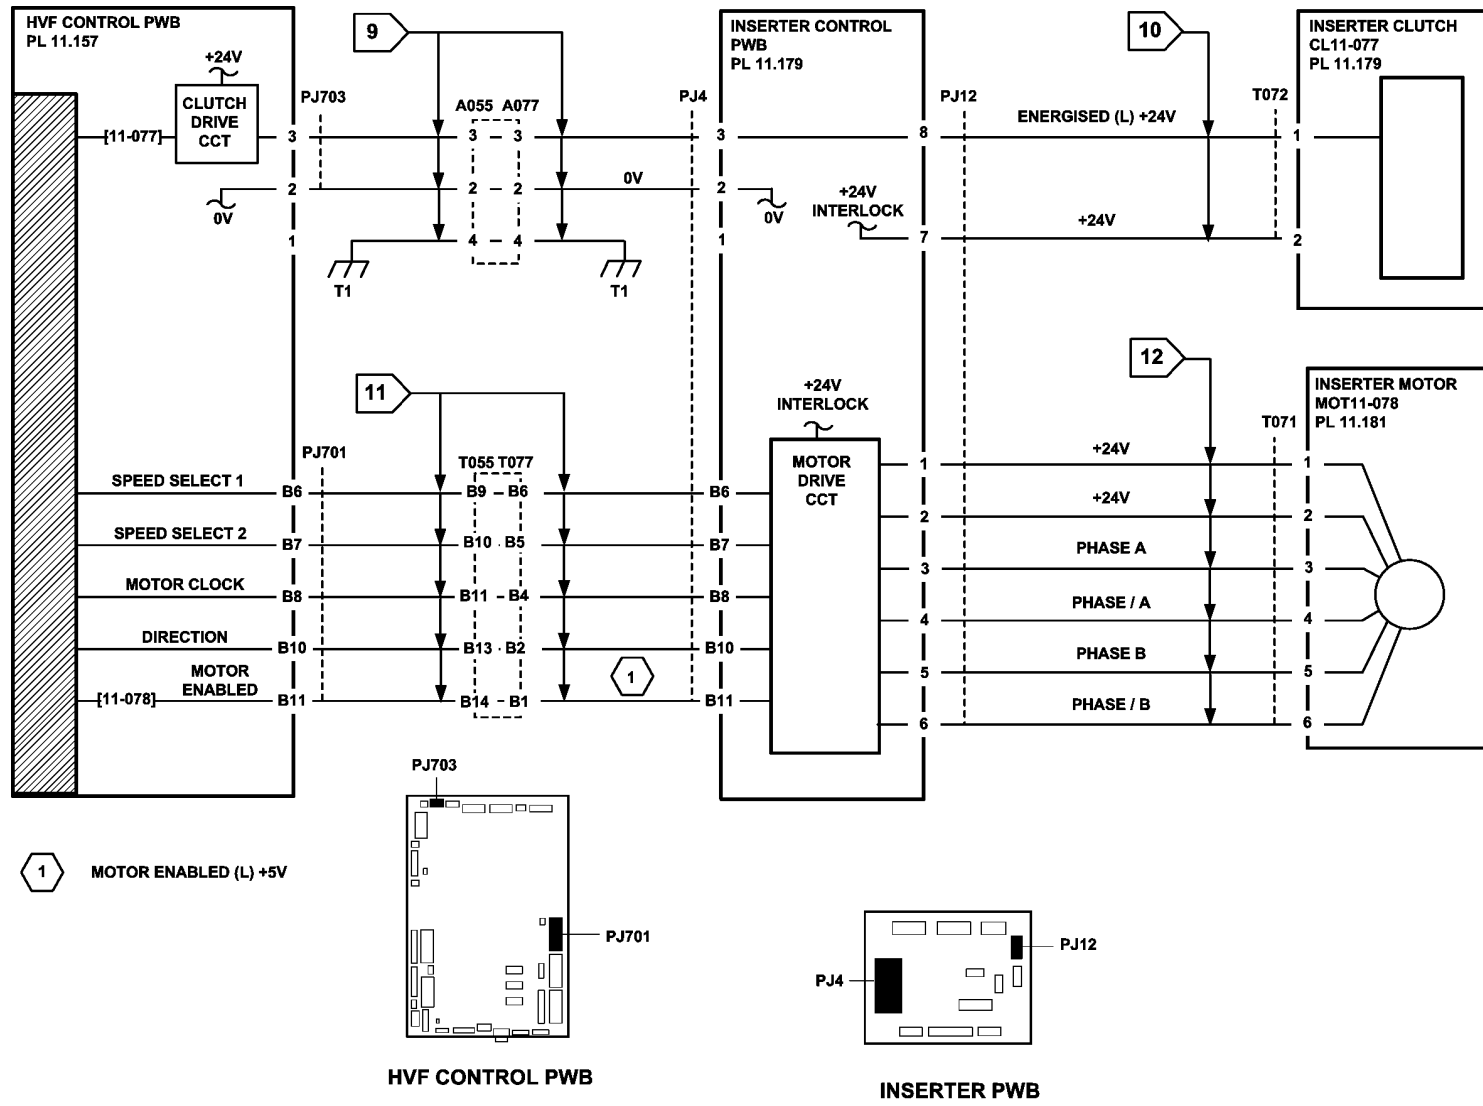 HVF CONTROL PWB
PL 11.157
9
INSERTER CONTROL
PWB
PL 11.179
10
INSERTER CLUTCH
CL11-077
PL 11.179
+24V
CLUTCH
DRIVE
CCT
PJ703
A055 A077
PJ4
PJ12
T072
[11-077]
3
3 – 3
3
8
ENERGISED (L) +24V
1
0V
2
2 – 2
0V
2
0V
+24V
INTERLOCK
1
4 – 4
1
7
+24V
2
T1
T1
11
12
+24V
INTERLOCK
INSERTER MOTOR
MOT11-078
PL 11.181
PJ701
T055 T077
MOTOR
DRIVE
CCT
T071
SPEED SELECT 1
B6
B9 – B6
B6
1
+24V
1
SPEED SELECT 2
B7
B10 - B5
B7
2
+24V
2
MOTOR CLOCK
B8
B11 - B4
B8
3
PHASE A
3
DIRECTION
B10
B13 - B2
B10
4
PHASE / A
4
MOTOR
ENABLED
[11-078]
B11
B14 – B1
1
B11
5
PHASE B
5
6
PHASE / B
6
PJ703
PJ701
1
MOTOR ENABLED (L) +5V
PJ12
PJ4
HVF CONTROL PWB
INSERTER PWB